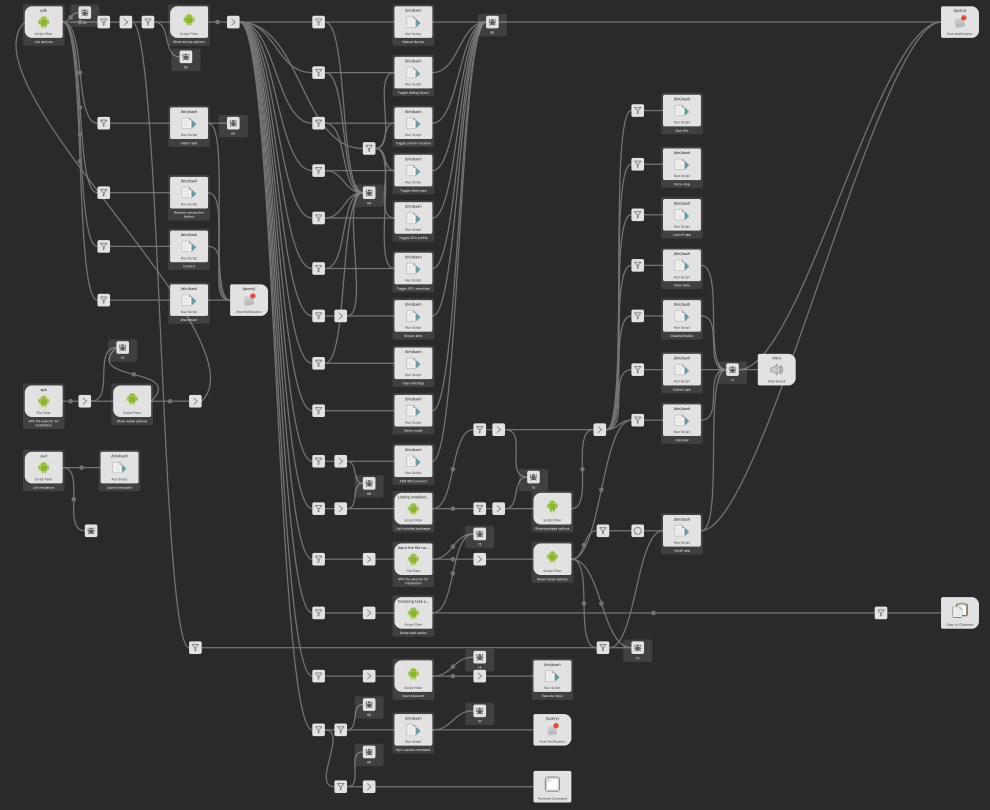 adb
Script Filter
List devices
Script Filter
Show device options
/bin/bash
Run Script
Reboot device
{query}
Post Notification
/bin/bash
Run Script
Toggle debug layout
/bin/bash
Run Script
App info
/bin/bash
Run Script
restart adb
/bin/bash
Run Script
Toggle pointer location
/bin/bash
Run Script
Force stop
/bin/bash
Run Script
Toggle show taps
/bin/bash
Run Script
Remove connection
history
/bin/bash
Run Script
Toggle GPU profile
/bin/bash
Run Script
Launch app
/bin/bash
Run Script
connect
/bin/bash
Run Script
Toggle GPU overdraw
/bin/bash
Run Script
Clear data
/bin/bash
Run Script
disconnect
{query}
Post Notification
/bin/bash
Run Script
Screen shot
/bin/bash
Run Script
Disable/Enable
/bin/bash
Run Script
Open settings
/bin/bash
Run Script
Extract apk
Play Sound
apk
File Filter
APK file selector for
installation
Script Filter
Show install options
/bin/bash
Run Script
Demo mode
/bin/bash
Run Script
Uninstall
avd
Script Filter
List emulators
/bin/bash
Run Script
Launch emulator
/bin/bash
Run Script
ADB WiFi connect
Listing installed...
Script Filter
List installed packages
Script Filter
Show package options
/bin/bash
Run Script
Install app
Input the file na...
File Filter
APK file selector for
installation
Script Filter
Show install options
Dumping task s...
Script Filter
Dump task stacks
Copy to Clipboard
Script Filter
Input keyevent
/bin/bash
Run Script
Execute input
/bin/bash
Run Script
Run custom command
{query}
Post Notification
Terminal Command